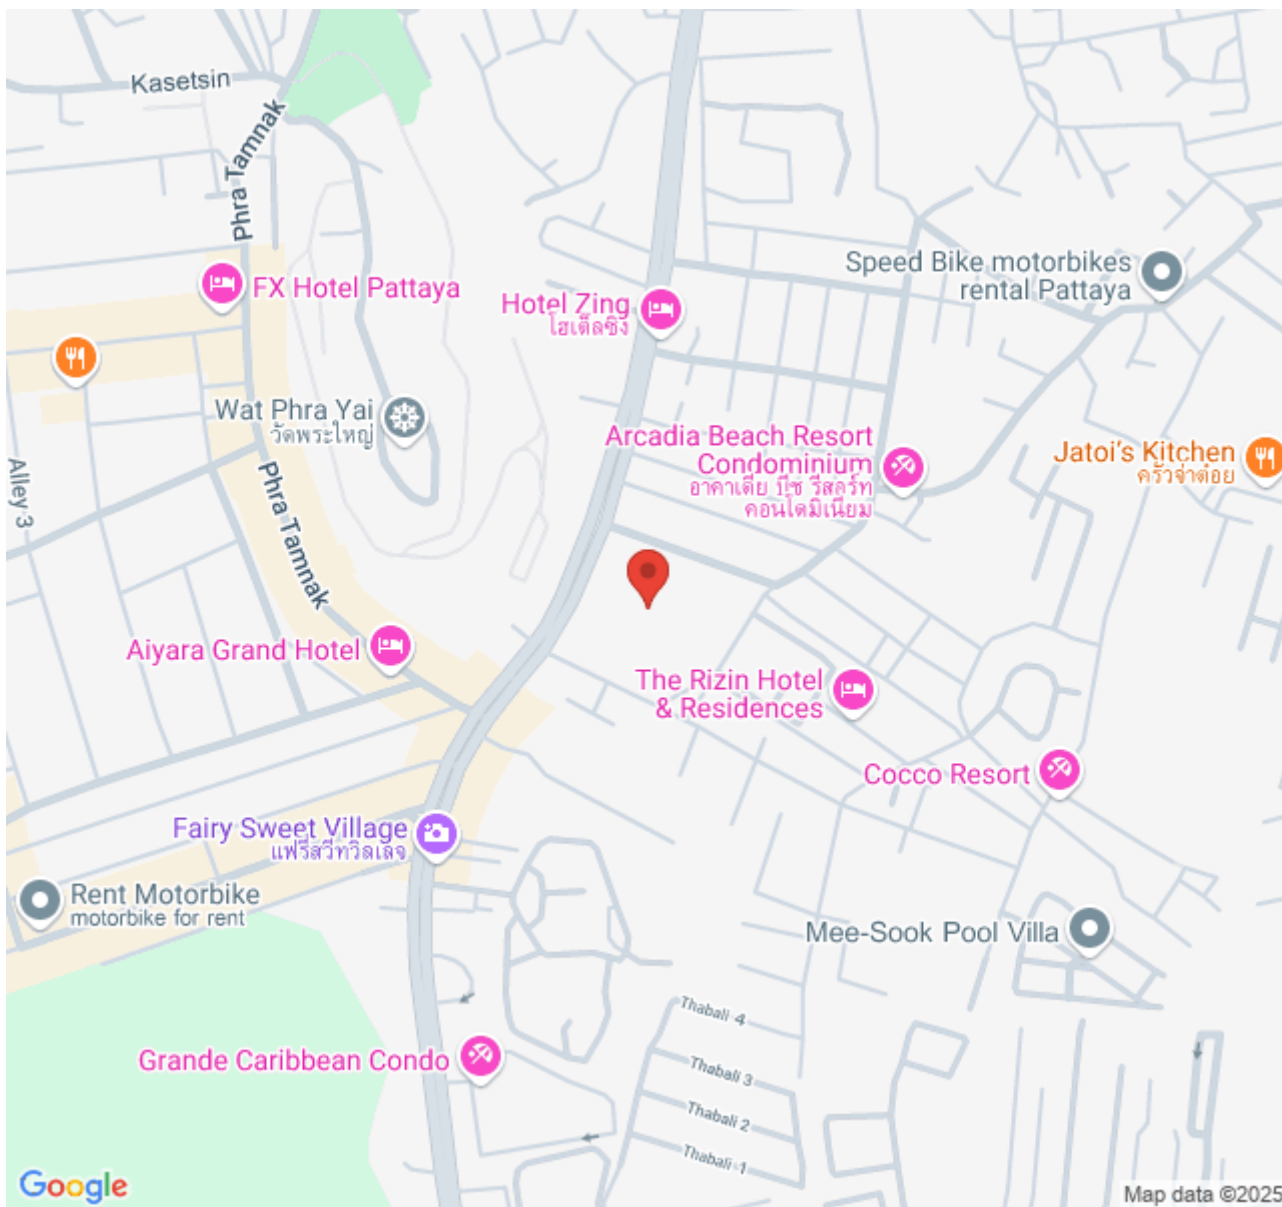 Kasetsin
Phra Tamnak
FX Hotel Pattaya
Hotel Zing
โฮเต็ลซิง
Speed Bike motorbikes
rental Pattaya
Wat Phra Yai
วัดพระใหญ่
Arcadia Beach Resort
Condominium
อาคาเดีย บีช รีสอร์ท
คอนโดมิเนียม
Jatoi's Kitchen
ครัวจ่าต๋อย
Alley 3
Phra Tamnak
Aiyara Grand Hotel
The Rizin Hotel
& Residences
Cocco Resort
Fairy Sweet Village
แฟรี่สวีทวิลเลจ
Rent Motorbike
motorbike for rent
Mee-Sook Pool Villa
Thabali 4
Grande Caribbean Condo
Thabali 3
Thabali 2
Thabali 1
Google
Map data ©2025